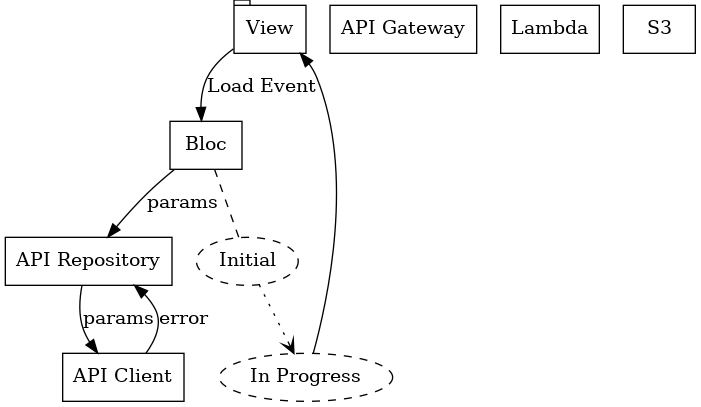 View
API Gateway
Lambda
S3
Load Event
Bloc
params
API Repository
Initial
params
error
API Client
In Progress